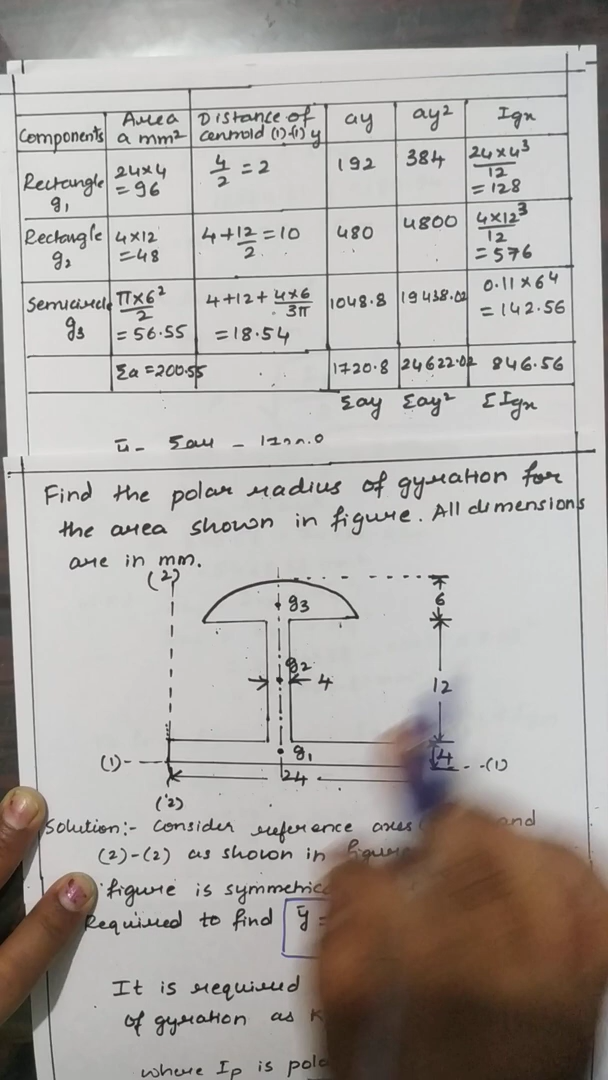 Components Area a mm² Distance of centroid (1)-(1) y ay ay² Igx
Rectangle g₁ 24×4 = 96 4/2 = 2 192 384 24×4³/12 = 128
Rectangle g₂ 4×12 = 48 4+12/2 = 10 480 4800 4×12³/12 = 576
Semicircle g₃ π×6²/2 = 56.55 4+12+4×6/3π = 18.54 1048.8 19438.02 0.11×6⁴ = 142.56
Σa = 200.55 1720.8 24622.02 846.56
Σay Σay² ΣIgx
Find the polar radius of gyration for
the area shown in figure. All dimensions
are in mm.
(2)
g₃ 6
g₂ 4 12
g₁ 4
(1) (1)
24
(2)
Solution:- Consider reference axes and
(2)-(2) as shown in figure
figure is symmetric
Required to find ȳ =
It is required
of gyration as K
where Ip is pola